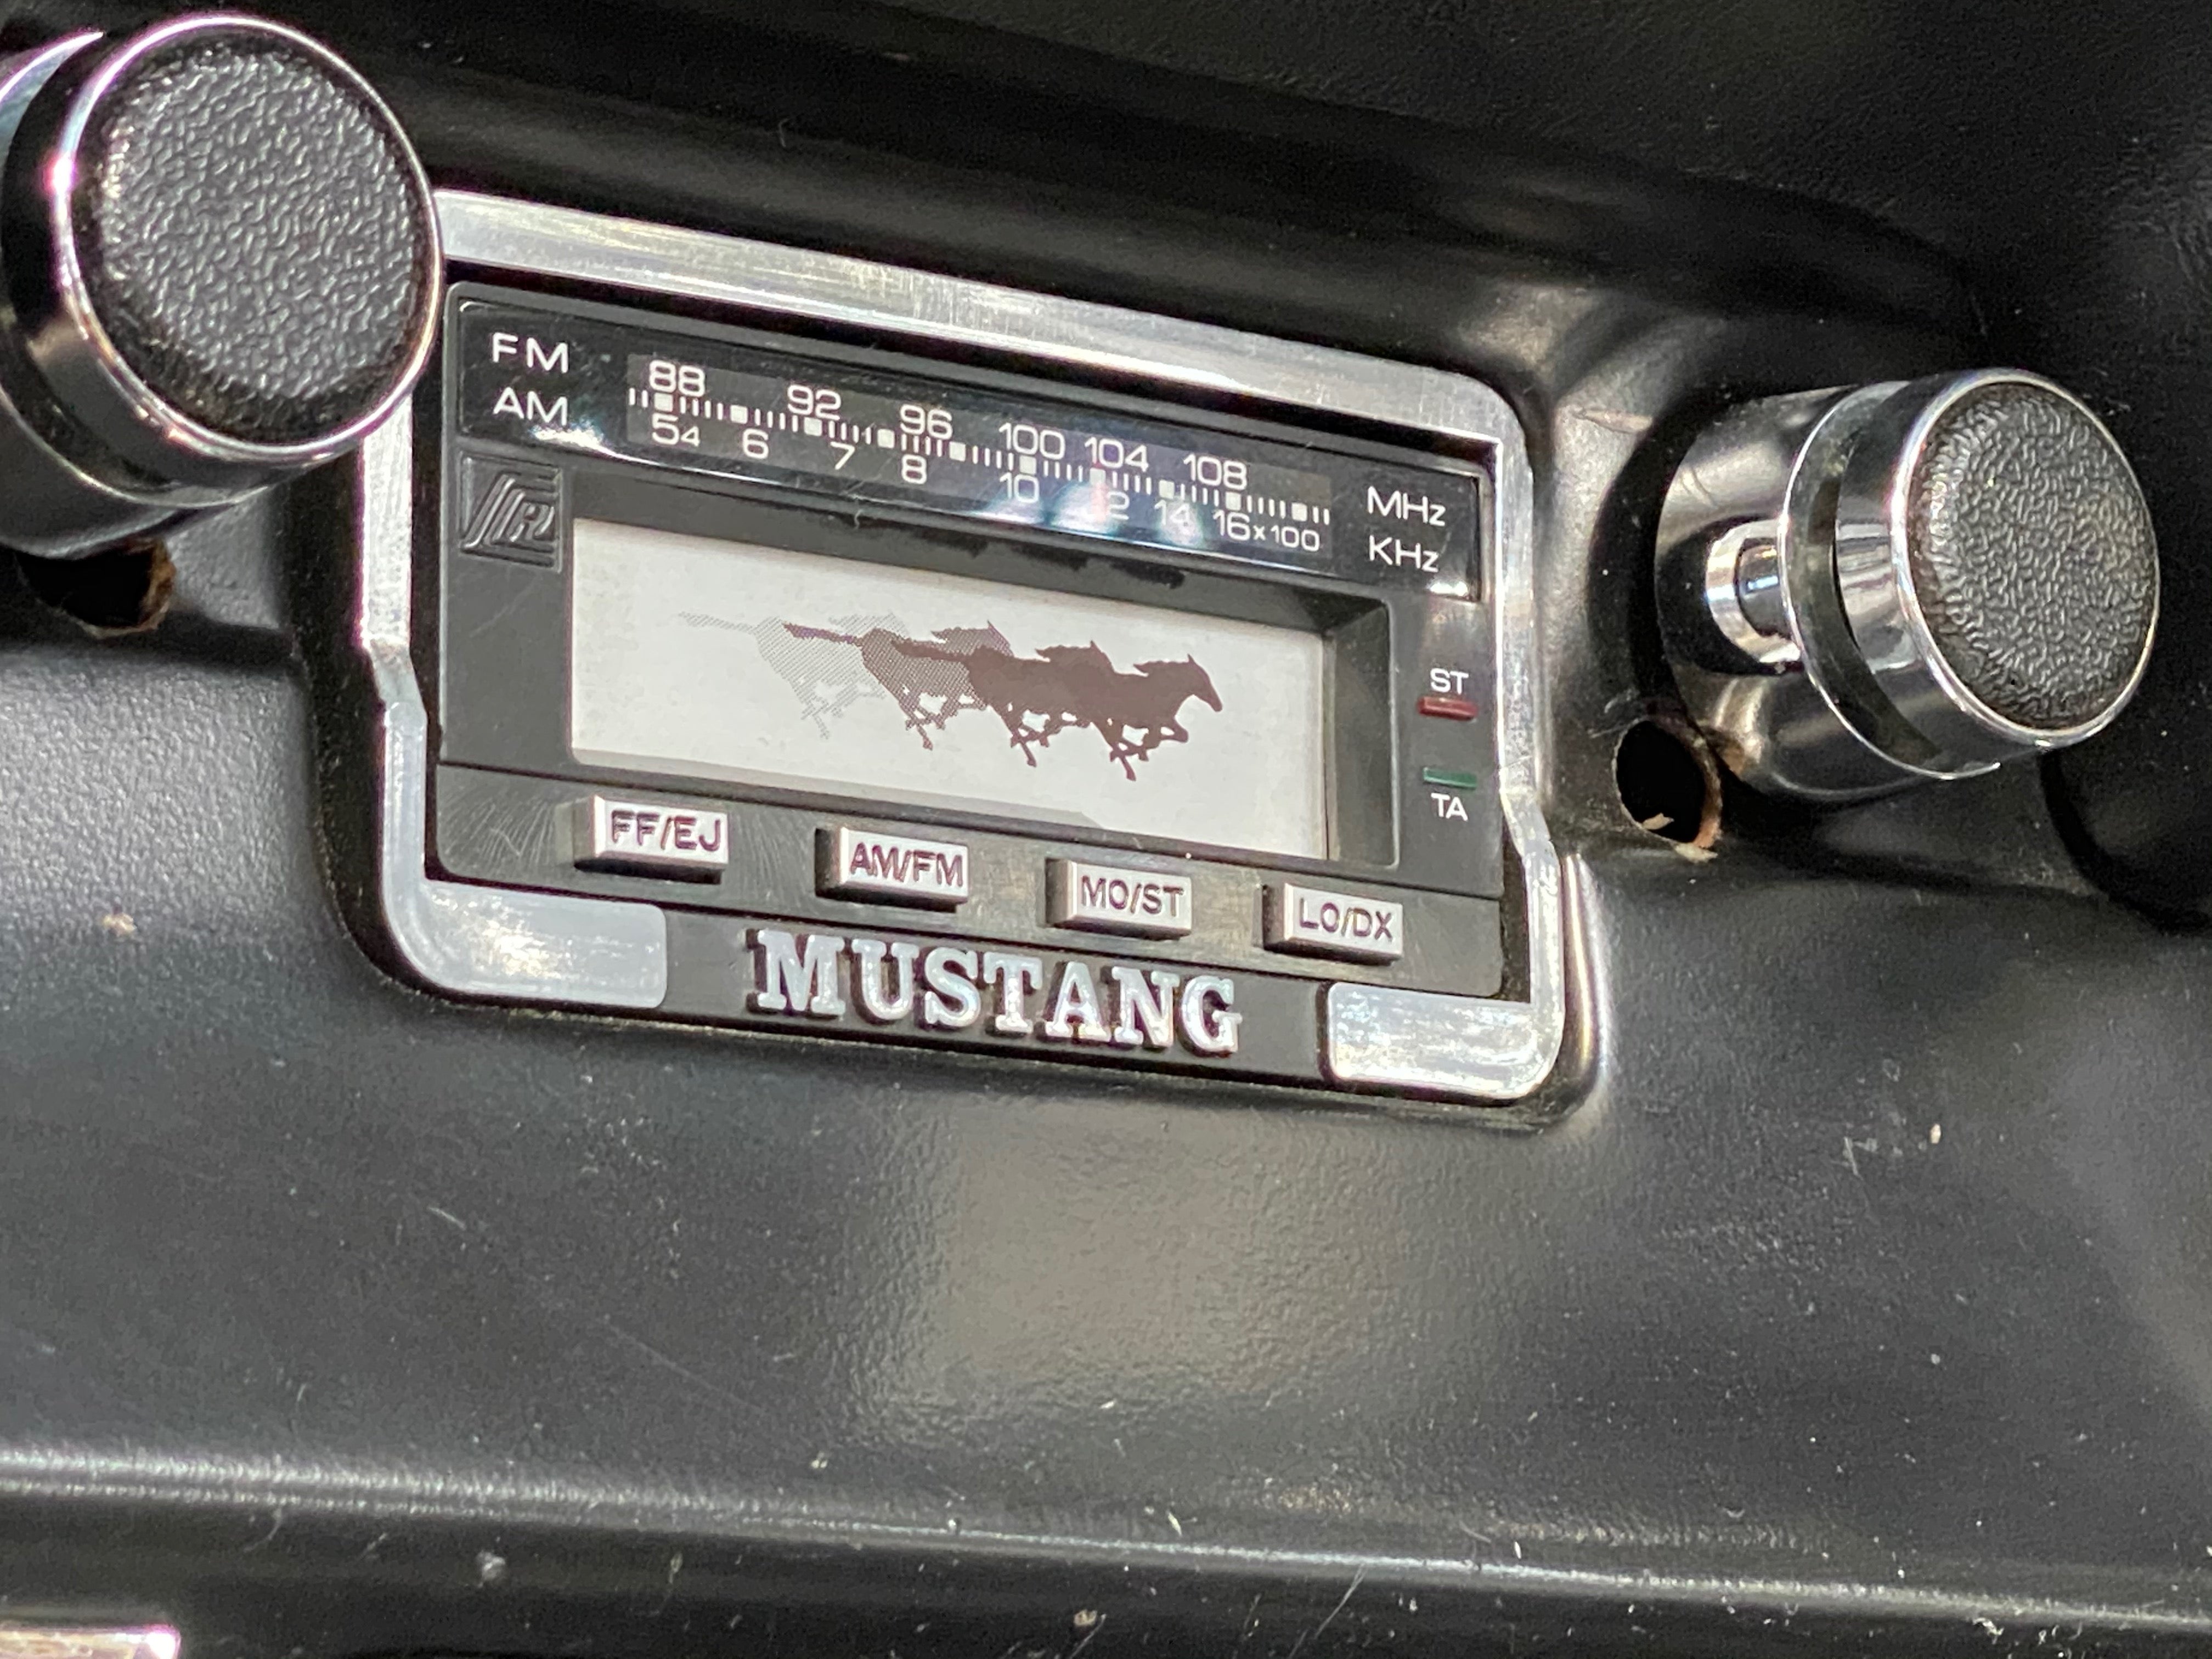 FM 88 92 96 100 104 108 MHz
AM 54 6 7 8 10 12 14 16x100 KHz
ST
TA
FF/EJ AM/FM MO/ST LO/DX
MUSTANG